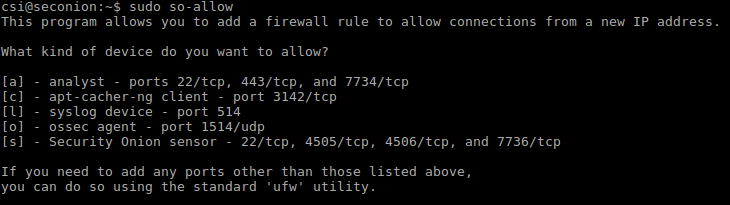 csi@seconion:~$ sudo so-allow
This program allows you to add a firewall rule to allow connections from a new IP address.
What kind of device do you want to allow?
[a] - analyst - ports 22/tcp, 443/tcp, and 7734/tcp
[c] - apt-cacher-ng client - port 3142/tcp
[l] - syslog device - port 514
[o] - ossec agent - port 1514/udp
[s] - Security Onion sensor - 22/tcp, 4505/tcp, 4506/tcp, and 7736/tcp
If you need to add any ports other than those listed above,
you can do so using the standard 'ufw' utility.